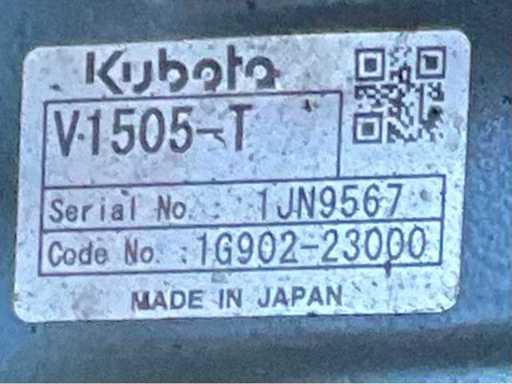 Kubota
V1505-T
Serial No. : 1JN9567
Code No. : 1G902-23000
MADE IN JAPAN